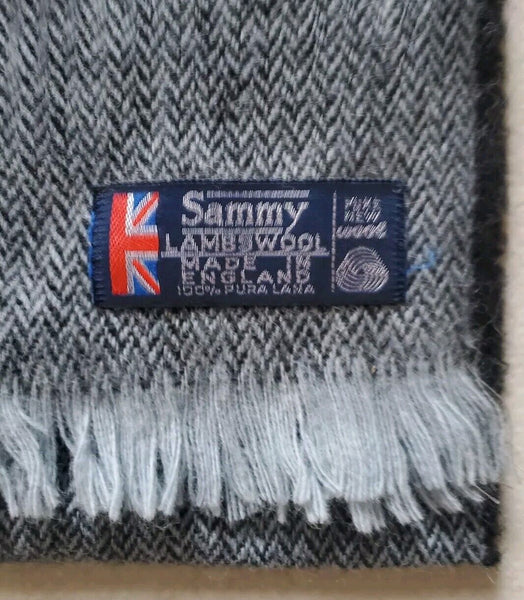 Sammy
LAMBSWOOL
MADE IN
ENGLAND
100% PURA LANA
PURE
NEW
wool